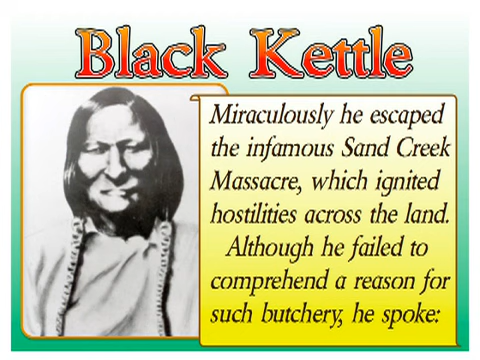 Black Kettle
Miraculously he escaped
the infamous Sand Creek
Massacre, which ignited
hostilities across the land.
Although he failed to
comprehend a reason for
such butchery, he spoke: